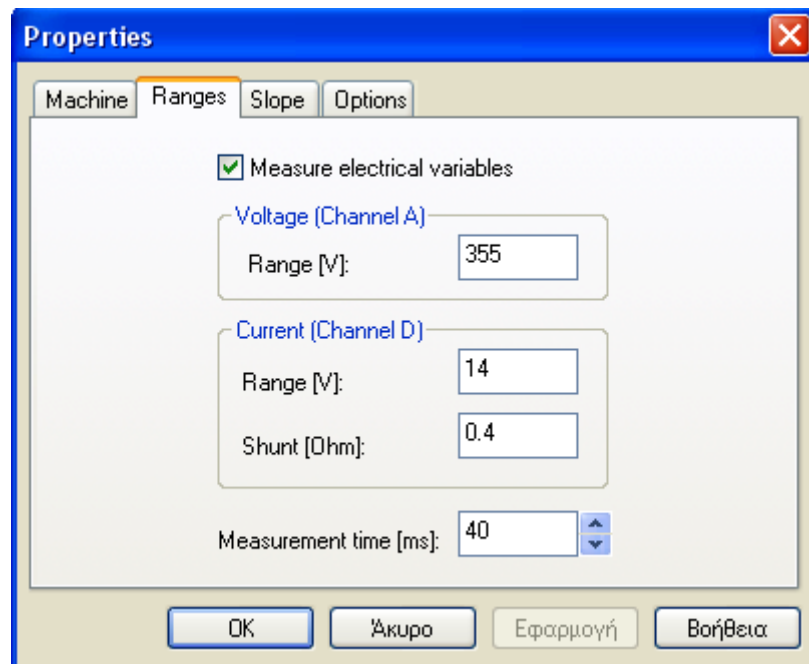 Properties
Machine Ranges Slope Options
Measure electrical variables
Voltage (Channel A)
Range [V]: 355
Current (Channel D)
Range [V]: 14
Shunt [Ohm]: 0.4
Measurement time [ms]: 40
OK Άκυρο Εφαρμογή Βοήθεια